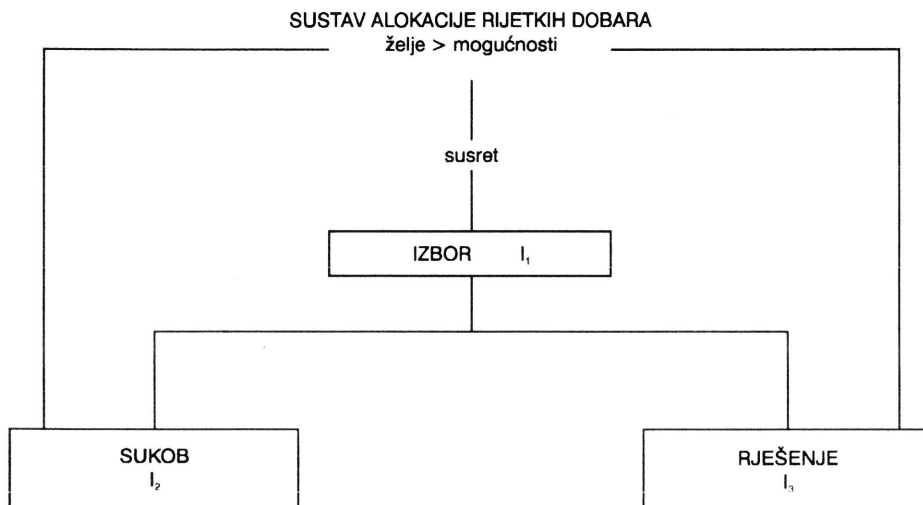 SUSTAV ALOKACIJE RIJETKIH DOBARA
želje > mogućnosti
susret
IZBOR I₁
SUKOB
I₂
RJEŠENJE
I₃